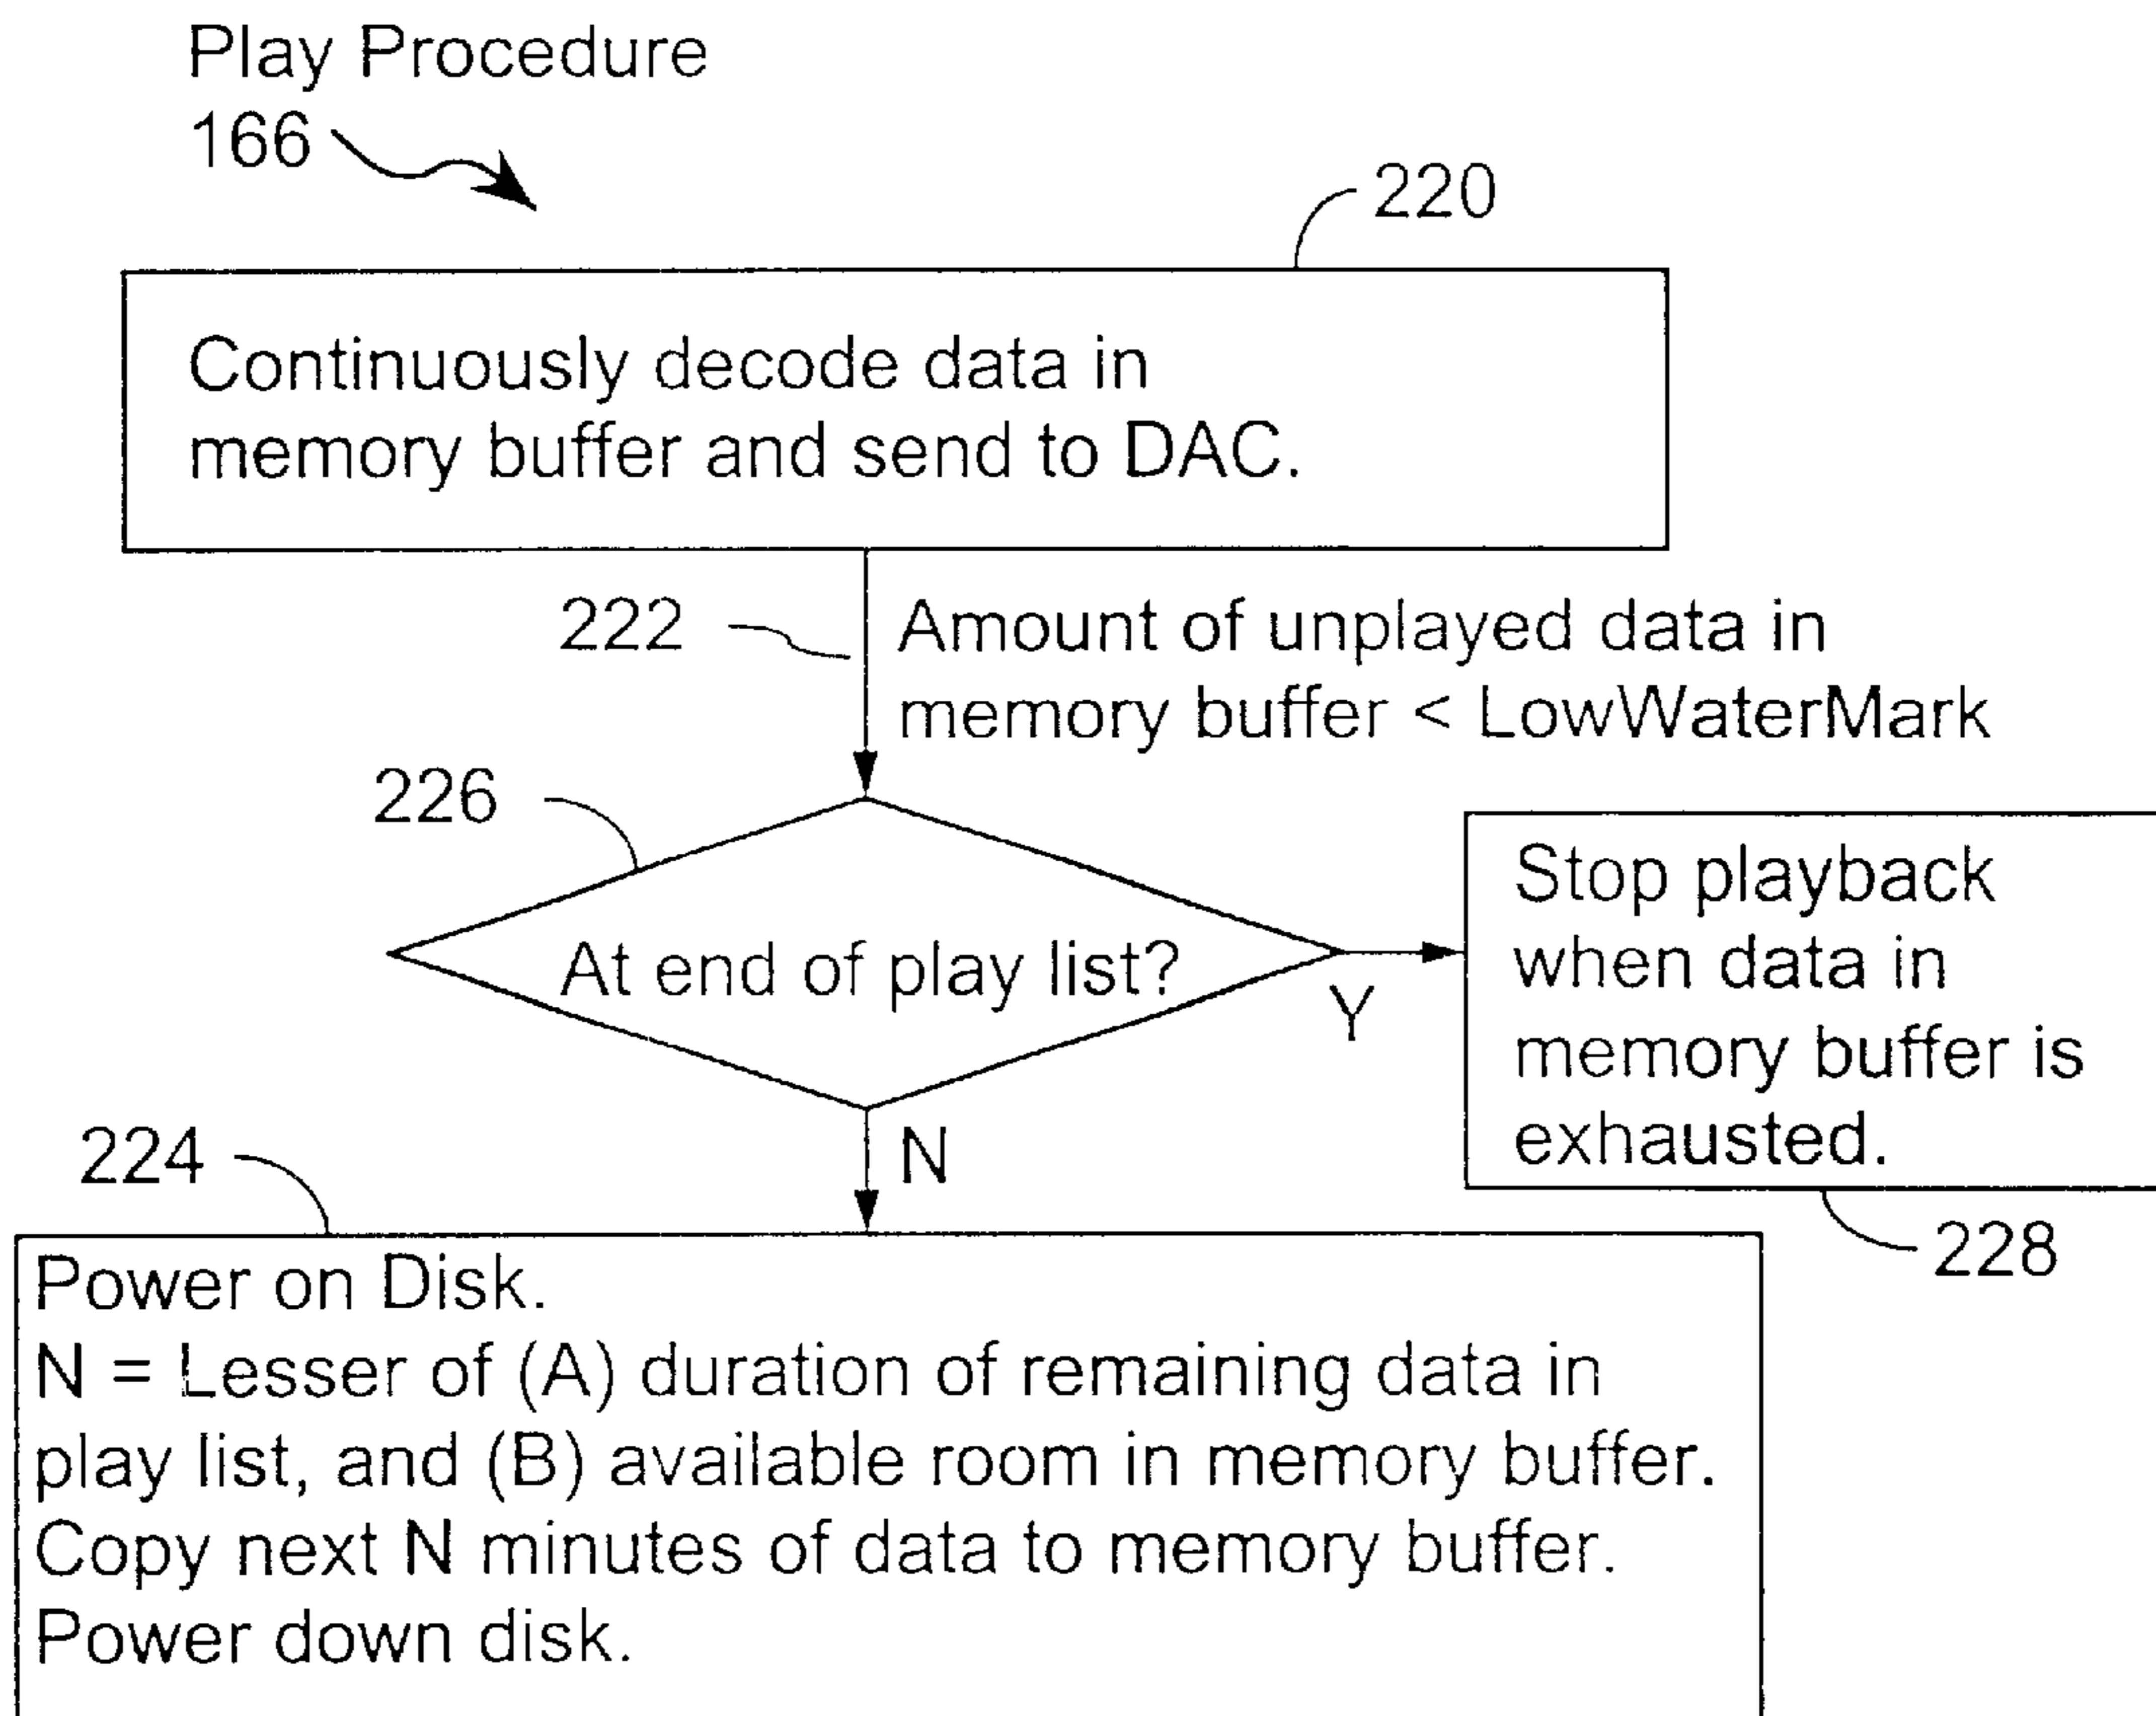 Play Procedure
166
220
Continuously decode data in
memory buffer and send to DAC.
222
Amount of unplayed data in
memory buffer < LowWaterMark
226
At end of play list?
Y
Stop playback
when data in
memory buffer is
exhausted.
228
N
224
Power on Disk.
N = Lesser of (A) duration of remaining data in
play list, and (B) available room in memory buffer.
Copy next N minutes of data to memory buffer.
Power down disk.